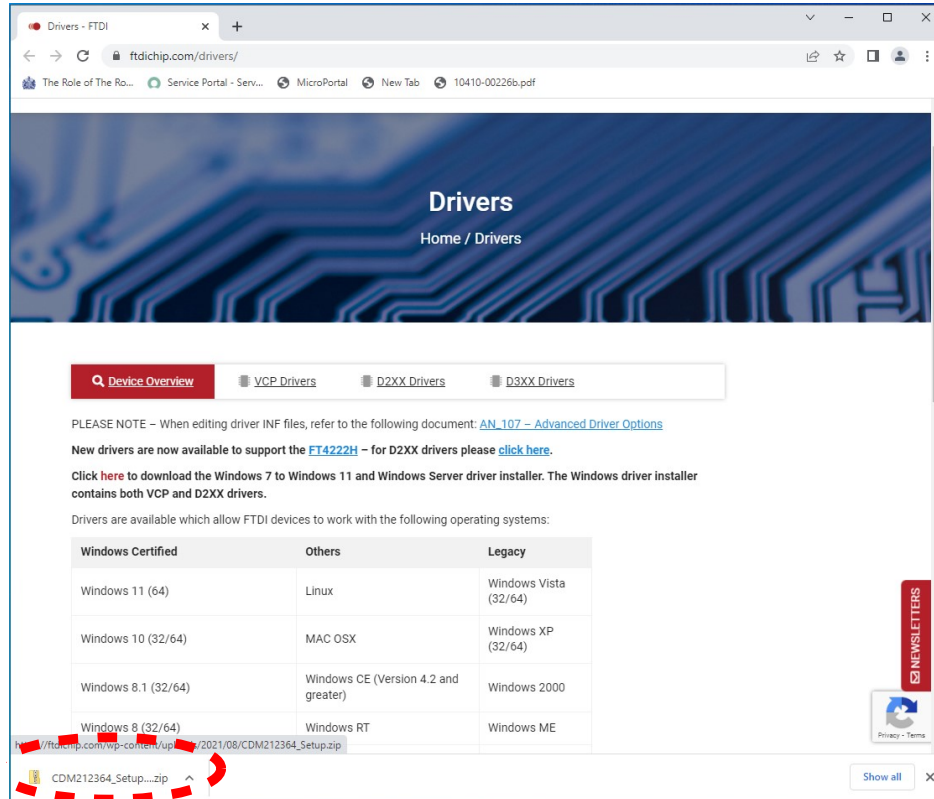 Drivers - FTDI
ftdichip.com/drivers/
The Role of The Ro...
Service Portal - Serv...
MicroPortal
New Tab
10410-00226b.pdf
Drivers
Home / Drivers
Device Overview
VCP Drivers
D2XX Drivers
D3XX Drivers
PLEASE NOTE – When editing driver INF files, refer to the following document: AN_107 – Advanced Driver Options
New drivers are now available to support the FT4222H – for D2XX drivers please click here.
Click here to download the Windows 7 to Windows 11 and Windows Server driver installer. The Windows driver installer
contains both VCP and D2XX drivers.
Drivers are available which allow FTDI devices to work with the following operating systems:
Windows Certified
Others
Legacy
Windows 11 (64)
Linux
Windows Vista
(32/64)
Windows 10 (32/64)
MAC OSX
Windows XP
(32/64)
Windows 8.1 (32/64)
Windows CE (Version 4.2 and
greater)
Windows 2000
Windows 8 (32/64)
Windows RT
Windows ME
NEWSLETTERS
Privacy - Terms
/2021/08/CDM212364_Setup.zip
CDM212364_Setup....zip
Show all